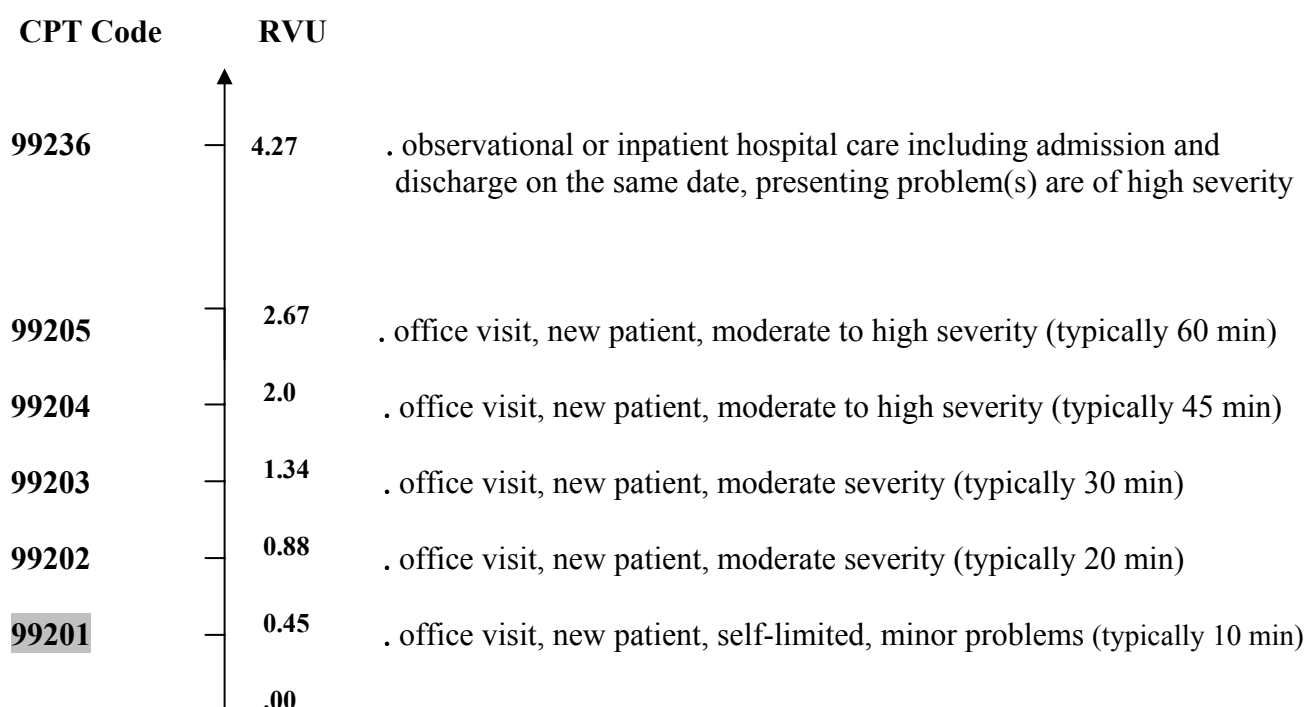 CPT Code RVU
99236 4.27 . observational or inpatient hospital care including admission and
discharge on the same date, presenting problem(s) are of high severity
99205 2.67 . office visit, new patient, moderate to high severity (typically 60 min)
99204 2.0 . office visit, new patient, moderate to high severity (typically 45 min)
99203 1.34 . office visit, new patient, moderate severity (typically 30 min)
99202 0.88 . office visit, new patient, moderate severity (typically 20 min)
99201 0.45 . office visit, new patient, self-limited, minor problems (typically 10 min)
.00